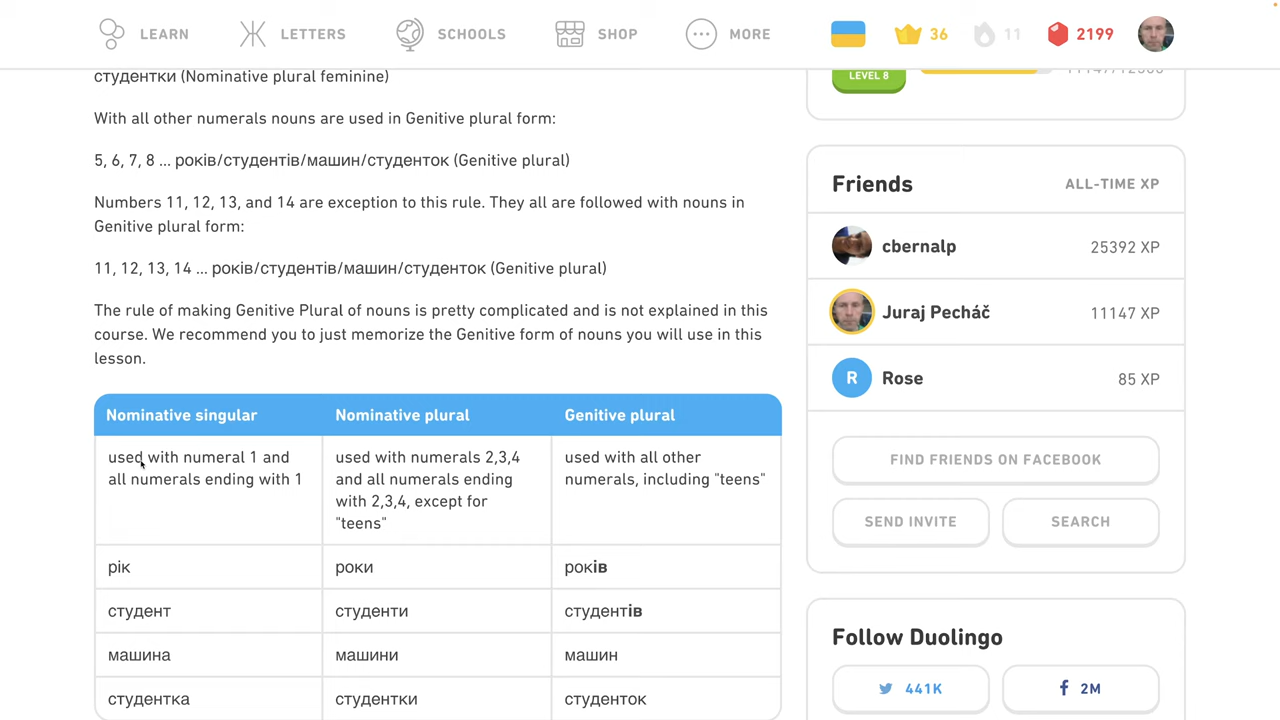 LEARN
LETTERS
SCHOOLS
SHOP
MORE
36
11
2199
студентки (Nominative plural feminine)
With all other numerals nouns are used in Genitive plural form:
5, 6, 7, 8 ... років/студентів/машин/студенток (Genitive plural)
Numbers 11, 12, 13, and 14 are exception to this rule. They all are followed with nouns in
Genitive plural form:
11, 12, 13, 14 ... років/студентів/машин/студенток (Genitive plural)
The rule of making Genitive Plural of nouns is pretty complicated and is not explained in this
course. We recommend you to just memorize the Genitive form of nouns you will use in this
lesson.
Nominative singular
Nominative plural
Genitive plural
used with numeral 1 and
all numerals ending with 1
used with numerals 2,3,4
and all numerals ending
with 2,3,4, except for
"teens"
used with all other
numerals, including "teens"
рік
роки
років
студент
студенти
студентів
машина
машини
машин
студентка
студентки
студенток
LEVEL 8
Friends
ALL-TIME XP
cbernalp
25392 XP
Juraj Pecháč
11147 XP
R
Rose
85 XP
FIND FRIENDS ON FACEBOOK
SEND INVITE
SEARCH
Follow Duolingo
441K
2M